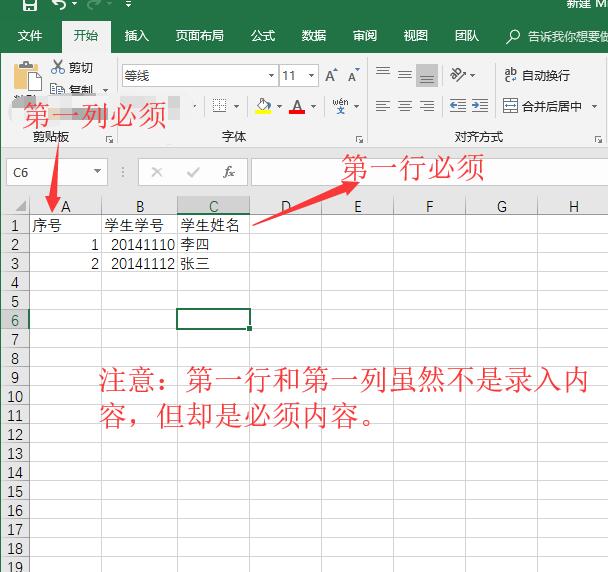 新建 Mi
文件 开始 插入 页面布局 公式 数据 审阅 视图 团队 告诉我你想要做
剪切
复制
等线 11 A A
ab 自动换行
A wén 合并后居中
第一列必须
剪贴板 字体 对齐方式
第一行必须
C6 fx
A B C D E F G H
1 序号 学生学号 学生姓名
2 1 20141110 李四
3 2 20141112 张三
4
5
6
7
8
9
10
11
12
13
14
15
16
17
18
19
注意：第一行和第一列虽然不是录入内
容，但却是必须内容。